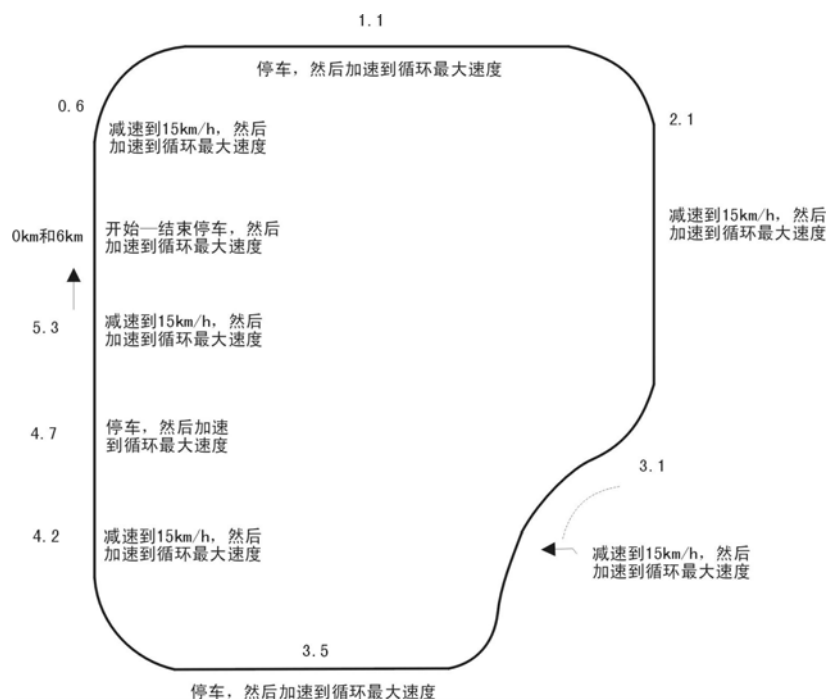 1.1
停车，然后加速到循环最大速度
0.6
减速到15km/h，然后
加速到循环最大速度
2.1
减速到15km/h，然后
加速到循环最大速度
0km和6km
开始—结束停车，然后
加速到循环最大速度
5.3
减速到15km/h，然后
加速到循环最大速度
4.7
停车，然后加速
到循环最大速度
3.1
减速到15km/h，然后
加速到循环最大速度
4.2
减速到15km/h，然后
加速到循环最大速度
3.5
停车，然后加速到循环最大速度